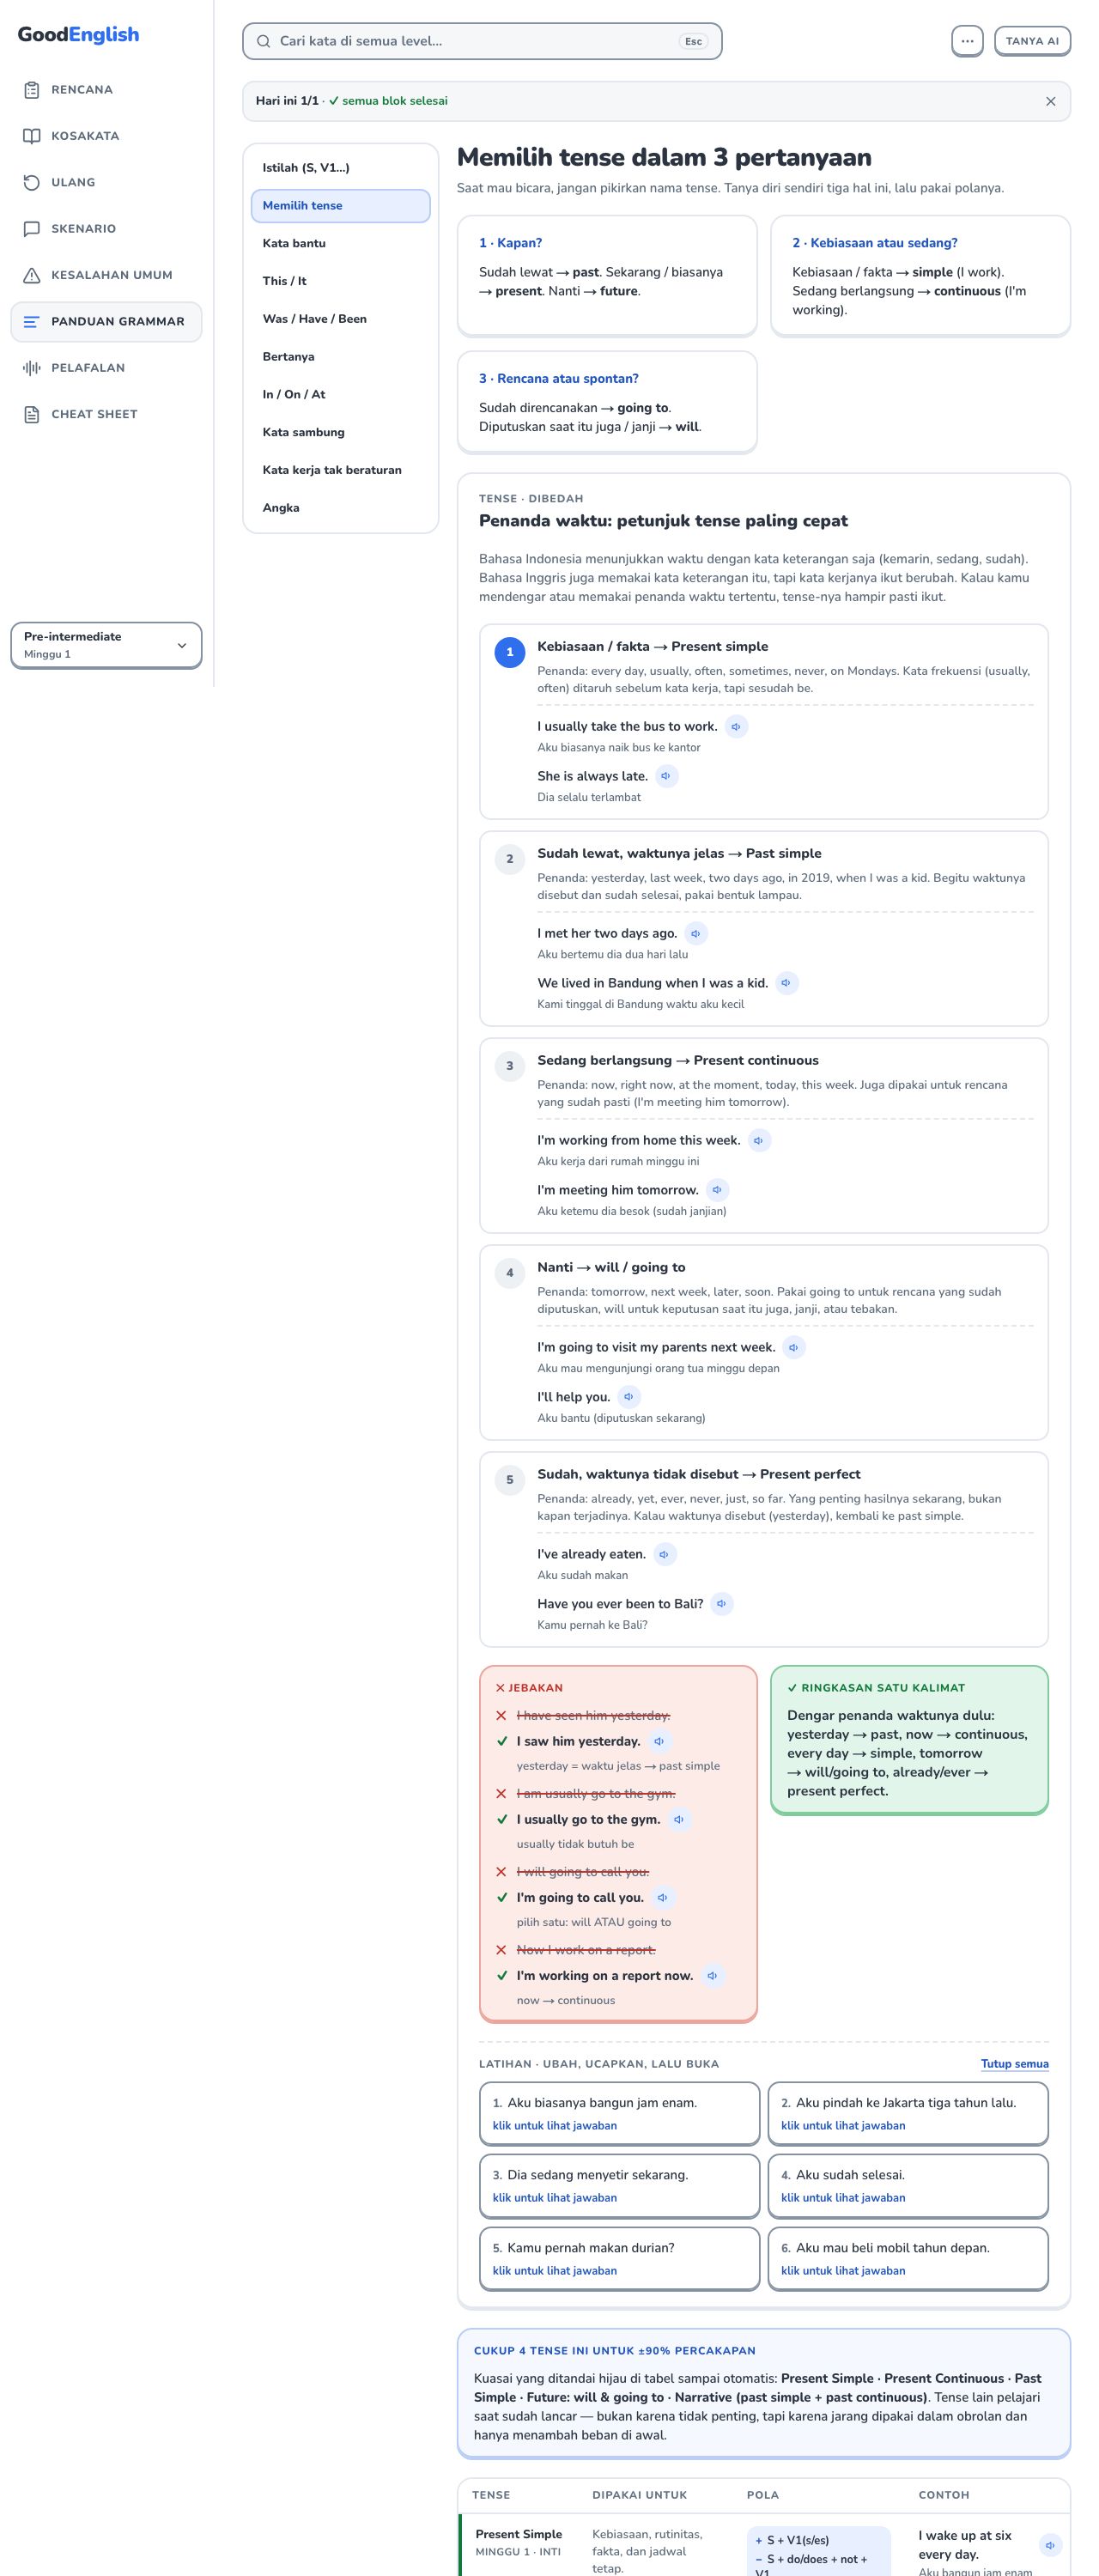 GoodEnglish
RENCANA
KOSAKATA
ULANG
SKENARIO
KESALAHAN UMUM
PANDUAN GRAMMAR
PELAFALAN
CHEAT SHEET
Pre-intermediate
Minggu 1
Cari kata di semua level...
Esc
TANYA AI
Hari ini 1/1 · ✓ semua blok selesai
Istilah (S, V1...)
Memilih tense
Kata bantu
This / It
Was / Have / Been
Bertanya
In / On / At
Kata sambung
Kata kerja tak beraturan
Angka
Memilih tense dalam 3 pertanyaan
Saat mau bicara, jangan pikirkan nama tense. Tanya diri sendiri tiga hal ini, lalu pakai polanya.
1 · Kapan?
Sudah lewat → past. Sekarang / biasanya
→ present. Nanti → future.
2 · Kebiasaan atau sedang?
Kebiasaan / fakta → simple (I work).
Sedang berlangsung → continuous (I'm
working).
3 · Rencana atau spontan?
Sudah direncanakan → going to.
Diputuskan saat itu juga / janji → will.
TENSE · DIBEDAH
Penanda waktu: petunjuk tense paling cepat
Bahasa Indonesia menunjukkan waktu dengan kata keterangan saja (kemarin, sedang, sudah).
Bahasa Inggris juga memakai kata keterangan itu, tapi kata kerjanya ikut berubah. Kalau kamu
mendengar atau memakai penanda waktu tertentu, tense-nya hampir pasti ikut.
1
Kebiasaan / fakta → Present simple
Penanda: every day, usually, often, sometimes, never, on Mondays. Kata frekuensi (usually,
often) ditaruh sebelum kata kerja, tapi sesudah be.
I usually take the bus to work.
Aku biasanya naik bus ke kantor
She is always late.
Dia selalu terlambat
2
Sudah lewat, waktunya jelas → Past simple
Penanda: yesterday, last week, two days ago, in 2019, when I was a kid. Begitu waktunya
disebut dan sudah selesai, pakai bentuk lampau.
I met her two days ago.
Aku bertemu dia dua hari lalu
We lived in Bandung when I was a kid.
Kami tinggal di Bandung waktu aku kecil
3
Sedang berlangsung → Present continuous
Penanda: now, right now, at the moment, today, this week. Juga dipakai untuk rencana
yang sudah pasti (I'm meeting him tomorrow).
I'm working from home this week.
Aku kerja dari rumah minggu ini
I'm meeting him tomorrow.
Aku ketemu dia besok (sudah janjian)
4
Nanti → will / going to
Penanda: tomorrow, next week, later, soon. Pakai going to untuk rencana yang sudah
diputuskan, will untuk keputusan saat itu juga, janji, atau tebakan.
I'm going to visit my parents next week.
Aku mau mengunjungi orang tua minggu depan
I'll help you.
Aku bantu (diputuskan sekarang)
5
Sudah, waktunya tidak disebut → Present perfect
Penanda: already, yet, ever, never, just, so far. Yang penting hasilnya sekarang, bukan
kapan terjadinya. Kalau waktunya disebut (yesterday), kembali ke past simple.
I've already eaten.
Aku sudah makan
Have you ever been to Bali?
Kamu pernah ke Bali?
✕ JEBAKAN
✕ I have seen him yesterday.
✓ I saw him yesterday.
yesterday = waktu jelas → past simple
✕ I am usually go to the gym.
✓ I usually go to the gym.
usually tidak butuh be
✕ I will going to call you.
✓ I'm going to call you.
pilih satu: will ATAU going to
✕ Now I work on a report.
✓ I'm working on a report now.
now → continuous
✓ RINGKASAN SATU KALIMAT
Dengar penanda waktunya dulu:
yesterday → past, now → continuous,
every day → simple, tomorrow
→ will/going to, already/ever →
present perfect.
LATIHAN · UBAH, UCAPKAN, LALU BUKA
Tutup semua
1. Aku biasanya bangun jam enam.
klik untuk lihat jawaban
2. Aku pindah ke Jakarta tiga tahun lalu.
klik untuk lihat jawaban
3. Dia sedang menyetir sekarang.
klik untuk lihat jawaban
4. Aku sudah selesai.
klik untuk lihat jawaban
5. Kamu pernah makan durian?
klik untuk lihat jawaban
6. Aku mau beli mobil tahun depan.
klik untuk lihat jawaban
CUKUP 4 TENSE INI UNTUK ±90% PERCAKAPAN
Kuasai yang ditandai hijau di tabel sampai otomatis: Present Simple · Present Continuous · Past
Simple · Future: will & going to · Narrative (past simple + past continuous). Tense lain pelajari
saat sudah lancar — bukan karena tidak penting, tapi karena jarang dipakai dalam obrolan dan
hanya menambah beban di awal.
TENSE
DIPAKAI UNTUK
POLA
CONTOH
Present Simple
MINGGU 1 · INTI
Kebiasaan, rutinitas,
fakta, dan jadwal
tetap.
+ S + V1(s/es)
− S + do/does + not +
V1
I wake up at six
every day.
Aku bangun jam enam